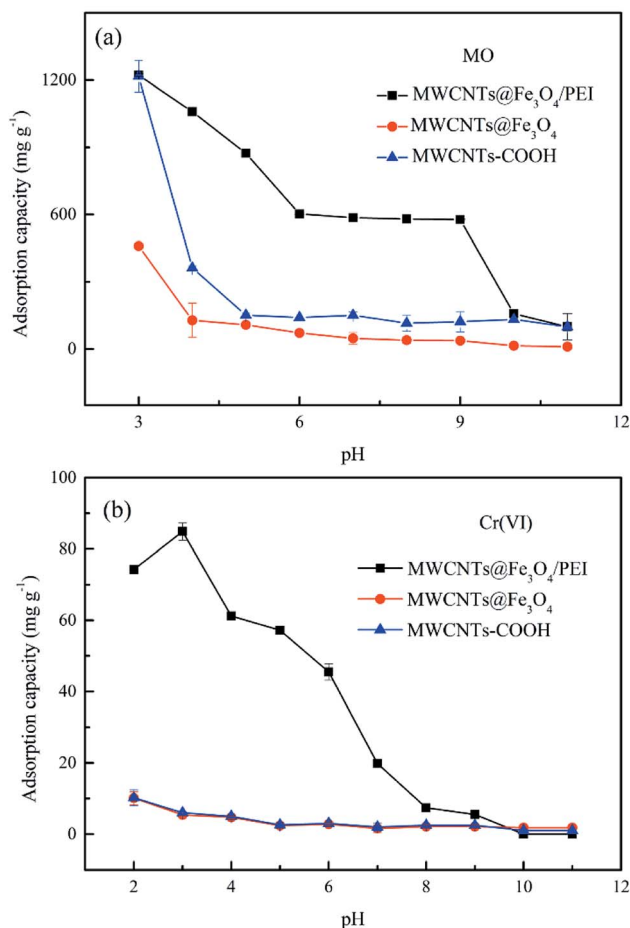 (a)
MO
MWCNTs@Fe₃O₄/PEI
MWCNTs@Fe₃O₄
MWCNTs-COOH
Adsorption capacity (mg g⁻¹)
1200
600
0
3
6
9
12
pH
(b)
Cr(VI)
MWCNTs@Fe₃O₄/PEI
MWCNTs@Fe₃O₄
MWCNTs-COOH
Adsorption capacity (mg g⁻¹)
100
80
60
40
20
0
2
4
6
8
10
12
pH